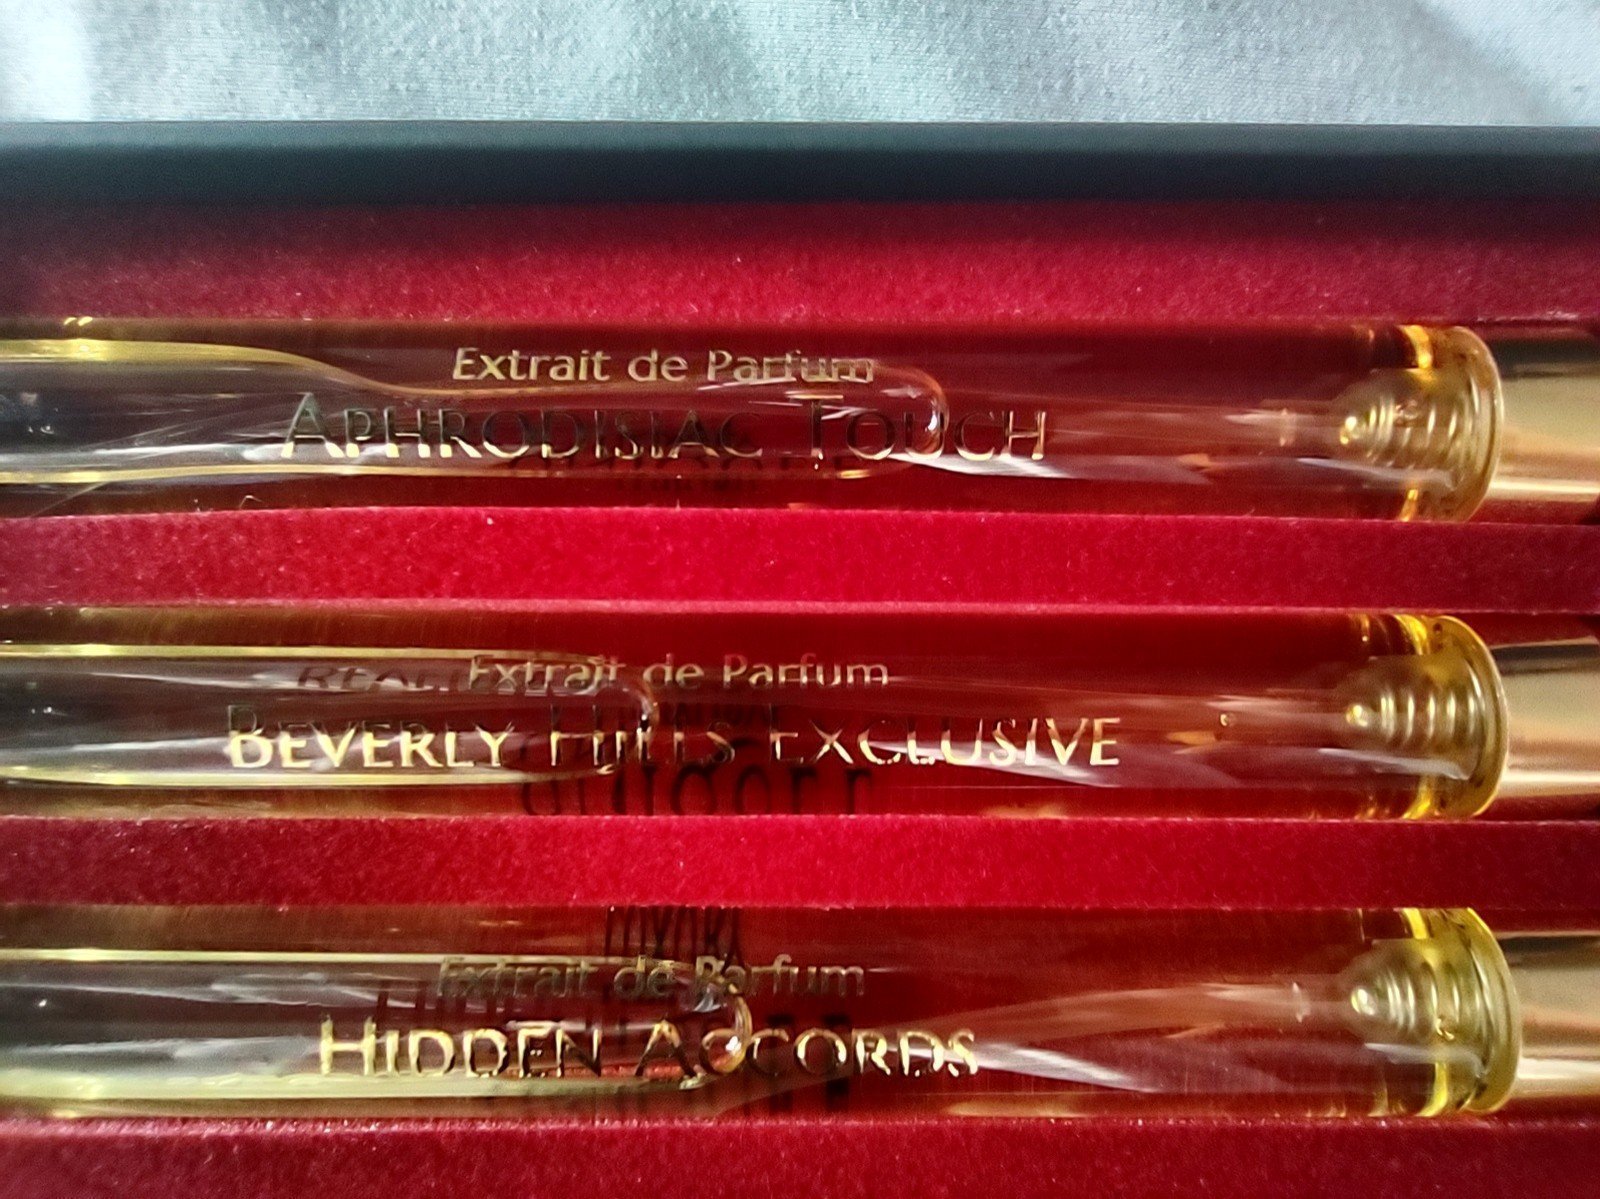 Extrait de Parfum
APHRODISIAC TOUCH
Extrait de Parfum
BEVERLY HILLS EXCLUSIVE
Extrait de Parfum
HIDDEN ACCORDS